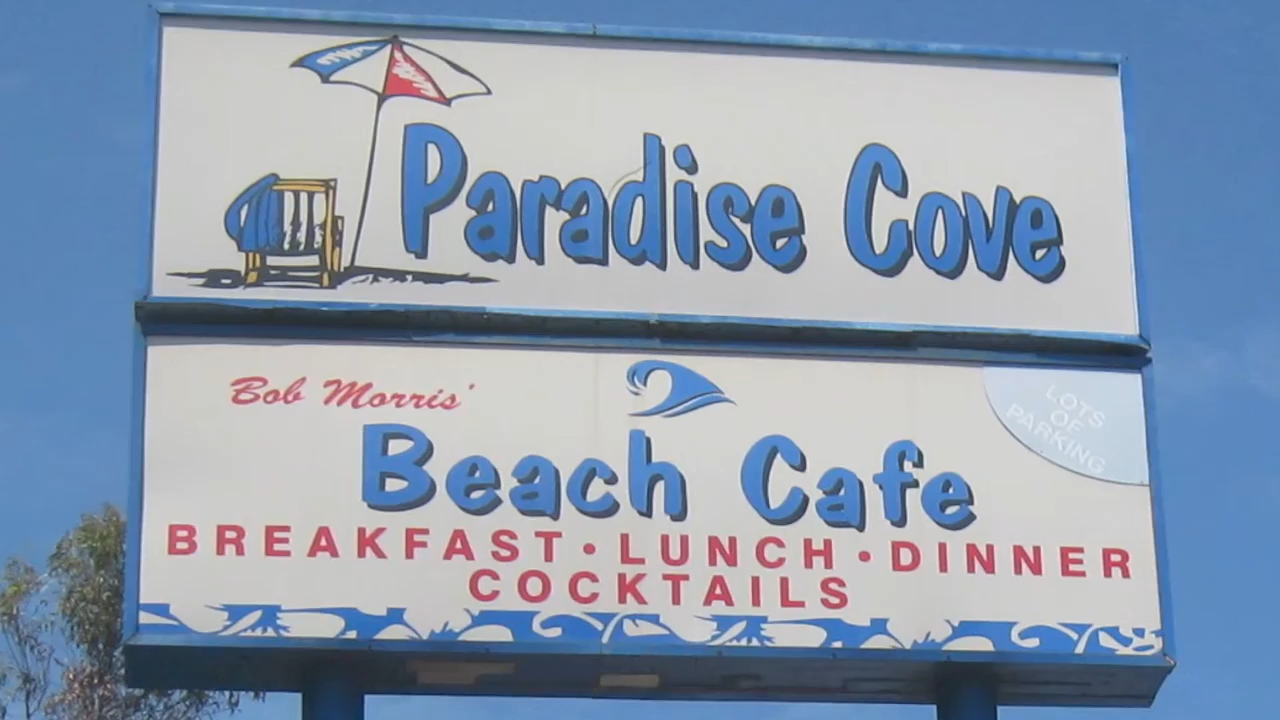 Paradise Cove
Bob Morris'
LOTS
OF
PARKING
Beach Cafe
BREAKFAST • LUNCH • DINNER
COCKTAILS